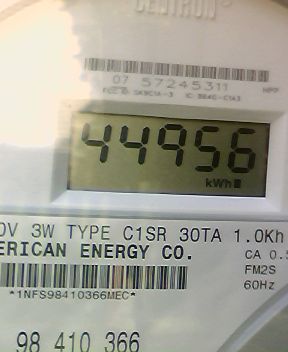 CENTRON
07 57245311
44956
kWh
0V 3W TYPE C1SR 30TA 1.0Kh
ERICAN ENERGY CO.
CA 0.5
FM2S
60Hz
*1NFS98410366MEC*
98 410 366